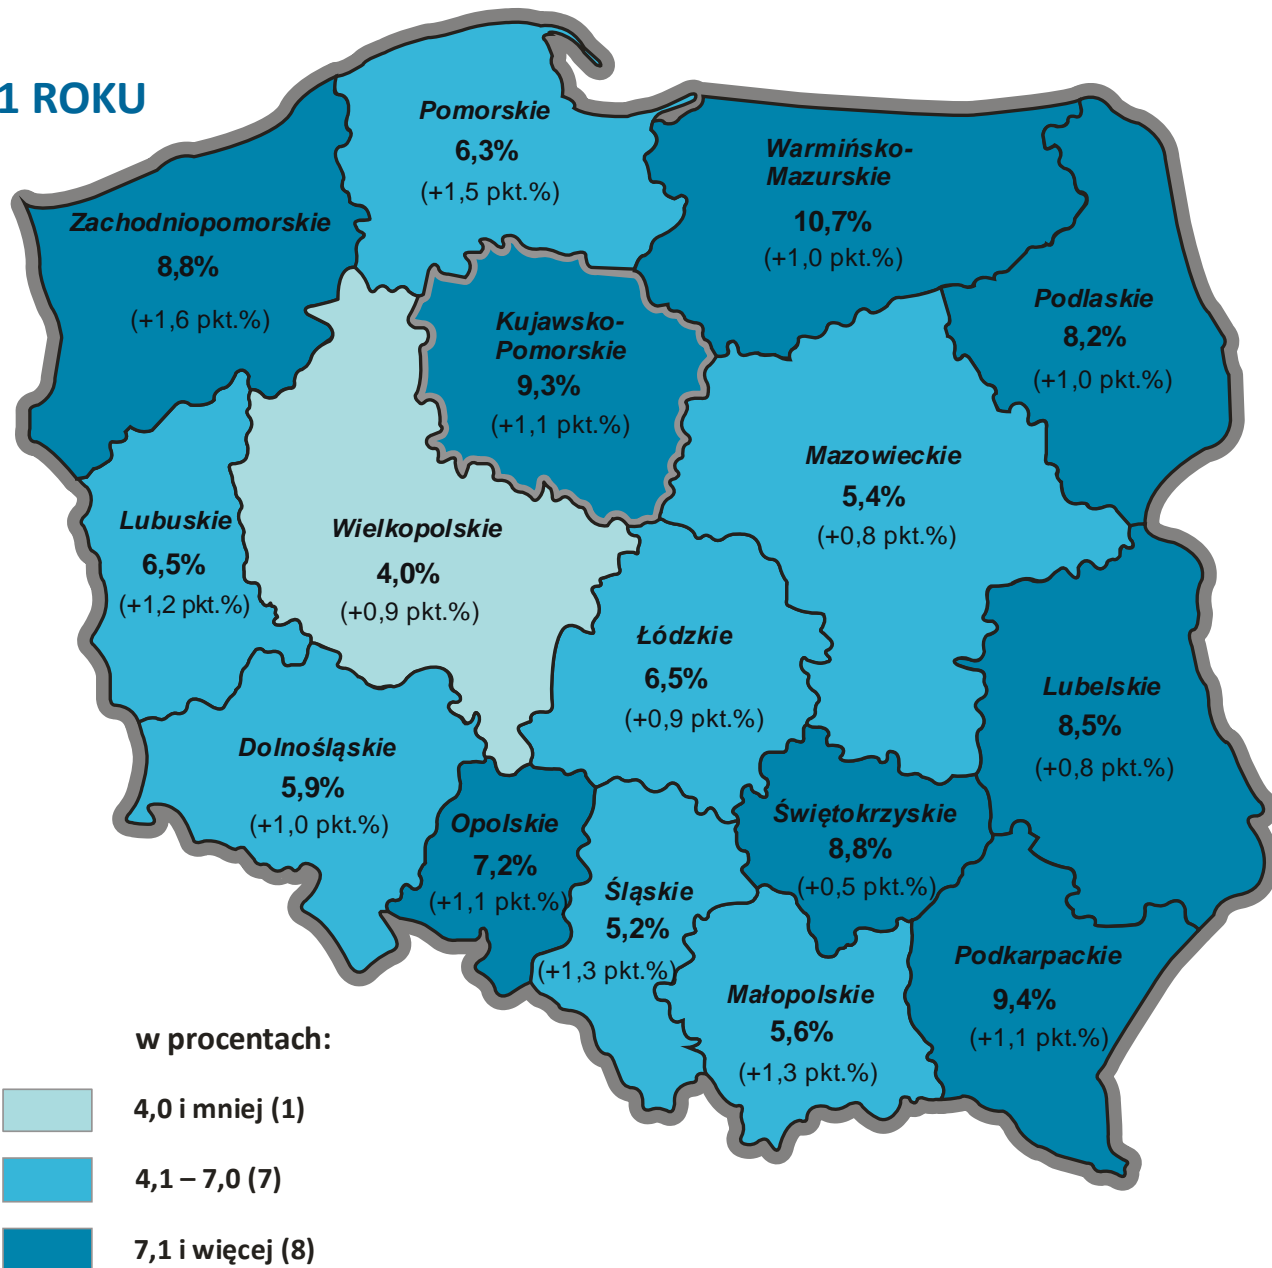 1 ROKU
Pomorskie
6,3%
(+1,5 pkt.%)
Warmińsko-
Mazurskie
10,7%
(+1,0 pkt.%)
Zachodniopomorskie
8,8%
(+1,6 pkt.%)
Podlaskie
8,2%
(+1,0 pkt.%)
Kujawsko-
Pomorskie
9,3%
(+1,1 pkt.%)
Mazowieckie
5,4%
(+0,8 pkt.%)
Lubuskie
6,5%
(+1,2 pkt.%)
Wielkopolskie
4,0%
(+0,9 pkt.%)
Łódzkie
6,5%
(+0,9 pkt.%)
Lubelskie
8,5%
(+0,8 pkt.%)
Dolnośląskie
5,9%
(+1,0 pkt.%)
Opolskie
7,2%
(+1,1 pkt.%)
Świętokrzyskie
8,8%
(+0,5 pkt.%)
Śląskie
5,2%
(+1,3 pkt.%)
Małopolskie
5,6%
(+1,3 pkt.%)
Podkarpackie
9,4%
(+1,1 pkt.%)
w procentach:
4,0 i mniej (1)
4,1 – 7,0 (7)
7,1 i więcej (8)